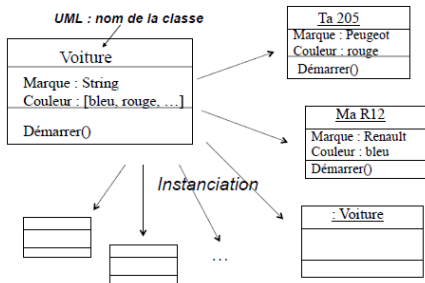 UML : nom de la classe
Voiture
Marque : String
Couleur : [bleu, rouge, …]
Démarrer()
Ta 205
Marque : Peugeot
Couleur : rouge
Démarrer()
Ma R12
Marque : Renault
Couleur : bleu
Démarrer()
Instanciation
: Voiture
…